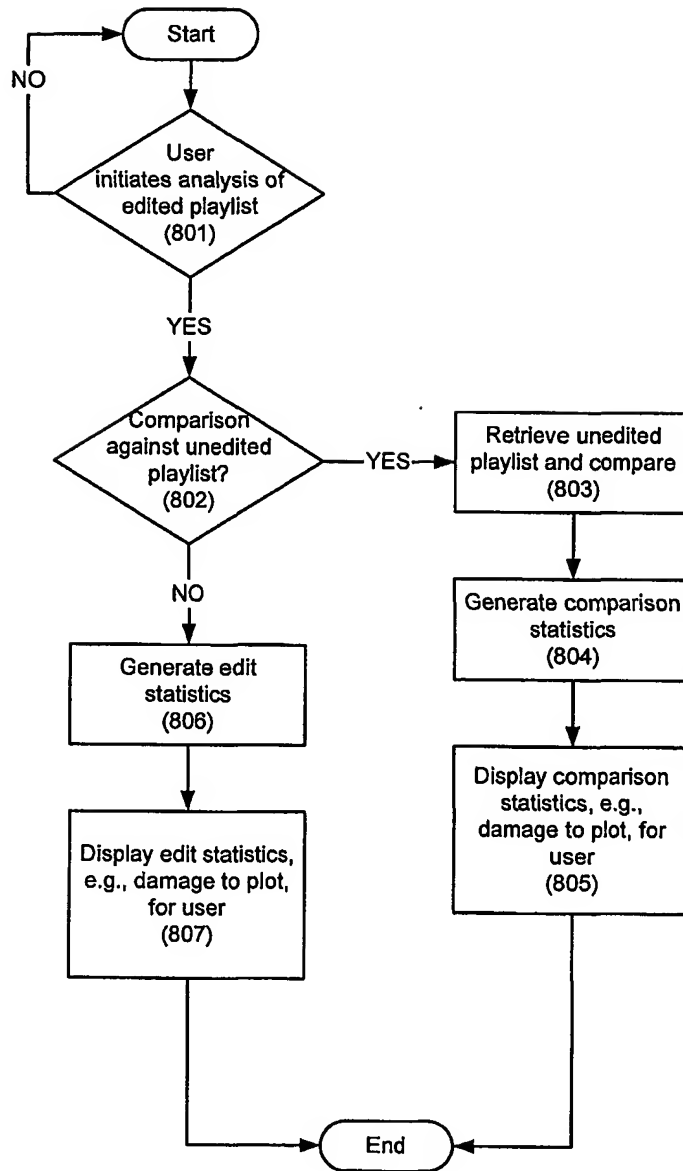 Start
NO
User
initiates analysis of
edited playlist
(801)
YES
Comparison
against unedited
playlist?
(802)
YES
Retrieve unedited
playlist and compare
(803)
NO
Generate comparison
statistics
(804)
Generate edit
statistics
(806)
Display comparison
statistics, e.g.,
damage to plot, for
user
(805)
Display edit statistics,
e.g., damage to plot,
for user
(807)
End